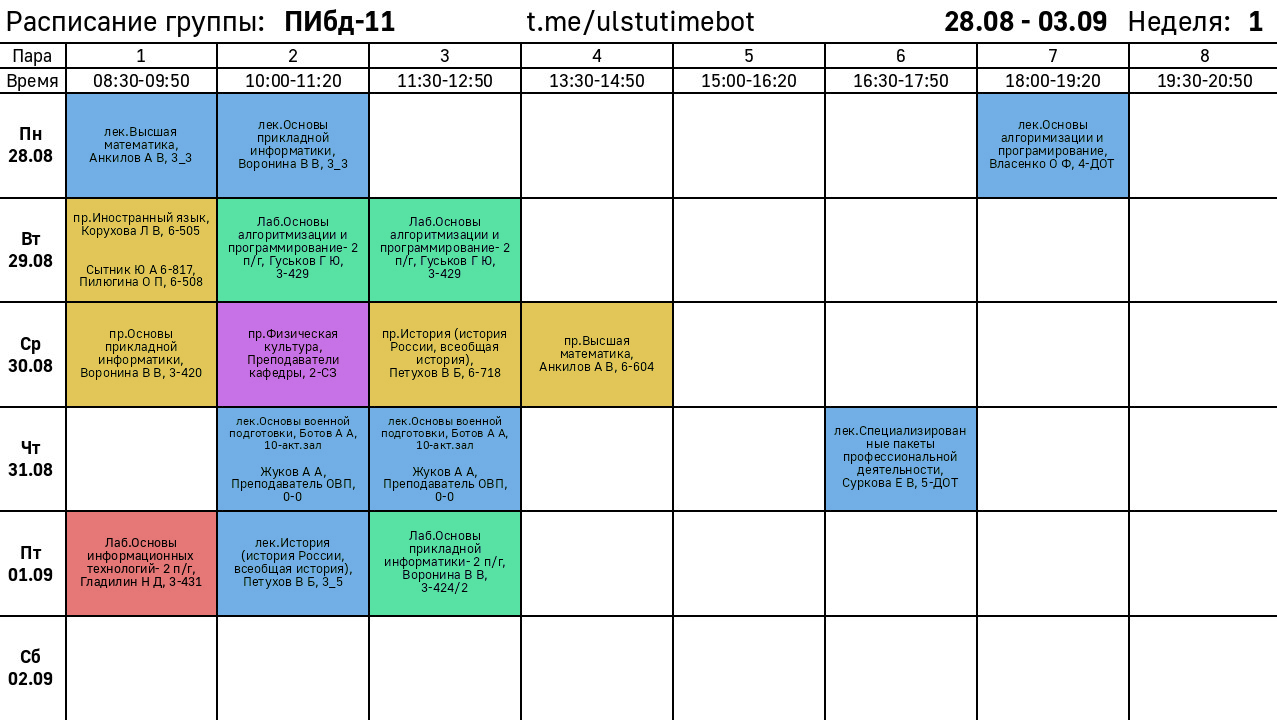 Расписание группы: ПИбд-11 t.me/ulstutimebot 28.08 - 03.09 Неделя: 1
Пара 1 2 3 4 5 6 7 8
Время 08:30-09:50 10:00-11:20 11:30-12:50 13:30-14:50 15:00-16:20 16:30-17:50 18:00-19:20 19:30-20:50
Пн
28.08
лек.Высшая
математика,
Анкилов А В, 3_3
лек.Основы
прикладной
информатики,
Воронина В В, 3_3
лек.Основы
алгоримизации и
програмирование,
Власенко О Ф, 4-ДОТ
Вт
29.08
пр.Иностранный язык,
Корухова Л В, 6-505
Сытник Ю А 6-817,
Пилюгина О П, 6-508
Лаб.Основы
алгоритмизации и
программирование- 2
п/г, Гуськов Г Ю,
3-429
Лаб.Основы
алгоритмизации и
программирование- 2
п/г, Гуськов Г Ю,
3-429
Ср
30.08
пр.Основы
прикладной
информатики,
Воронина В В, 3-420
пр.Физическая
культура,
Преподаватели
кафедры, 2-СЗ
пр.История (история
России, всеобщая
история),
Петухов В Б, 6-718
пр.Высшая
математика,
Анкилов А В, 6-604
Чт
31.08
лек.Основы военной
подготовки, Ботов А А,
10-акт.зал
Жуков А А,
Преподаватель ОВП,
0-0
лек.Основы военной
подготовки, Ботов А А,
10-акт.зал
Жуков А А,
Преподаватель ОВП,
0-0
лек.Специализирован
ные пакеты
профессиональной
деятельности,
Суркова Е В, 5-ДОТ
Пт
01.09
Лаб.Основы
информационных
технологий- 2 п/г,
Гладилин Н Д, 3-431
лек.История
(история России,
всеобщая история),
Петухов В Б, 3_5
Лаб.Основы
прикладной
информатики- 2 п/г,
Воронина В В,
3-424/2
Сб
02.09